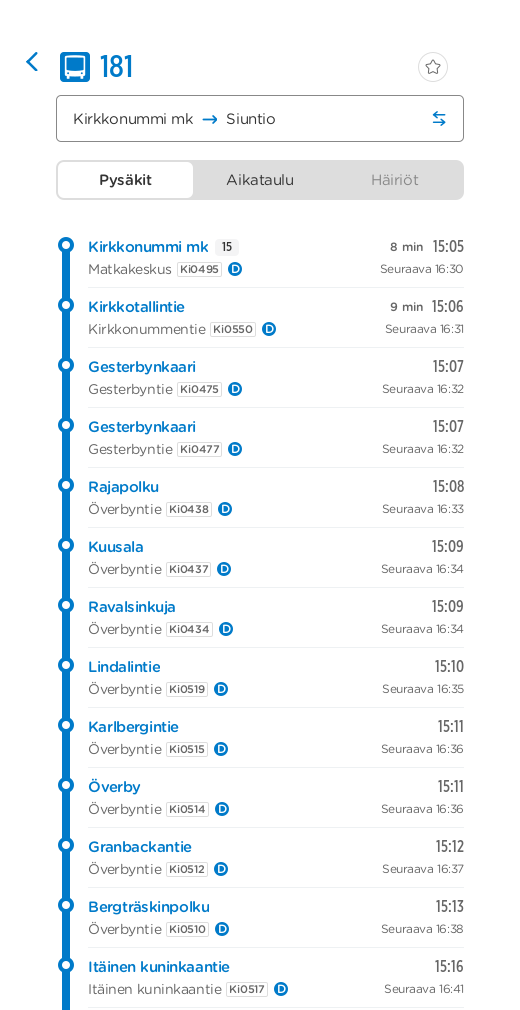 181
Kirkkonummi mk → Siuntio
Pysäkit Aikataulu Häiriöt
Kirkkonummi mk 15 8 min 15:05
Matkakeskus Ki0495 D Seuraava 16:30
Kirkkotallintie 9 min 15:06
Kirkkonummentie Ki0550 D Seuraava 16:31
Gesterbynkaari 15:07
Gesterbyntie Ki0475 D Seuraava 16:32
Gesterbynkaari 15:07
Gesterbyntie Ki0477 D Seuraava 16:32
Rajapolku 15:08
Överbyntie Ki0438 D Seuraava 16:33
Kuusala 15:09
Överbyntie Ki0437 D Seuraava 16:34
Ravalsinkuja 15:09
Överbyntie Ki0434 D Seuraava 16:34
Lindalintie 15:10
Överbyntie Ki0519 D Seuraava 16:35
Karlbergintie 15:11
Överbyntie Ki0515 D Seuraava 16:36
Överby 15:11
Överbyntie Ki0514 D Seuraava 16:36
Granbackantie 15:12
Överbyntie Ki0512 D Seuraava 16:37
Bergträskinpolku 15:13
Överbyntie Ki0510 D Seuraava 16:38
Itäinen kuninkaantie 15:16
Itäinen kuninkaantie Ki0517 D Seuraava 16:41